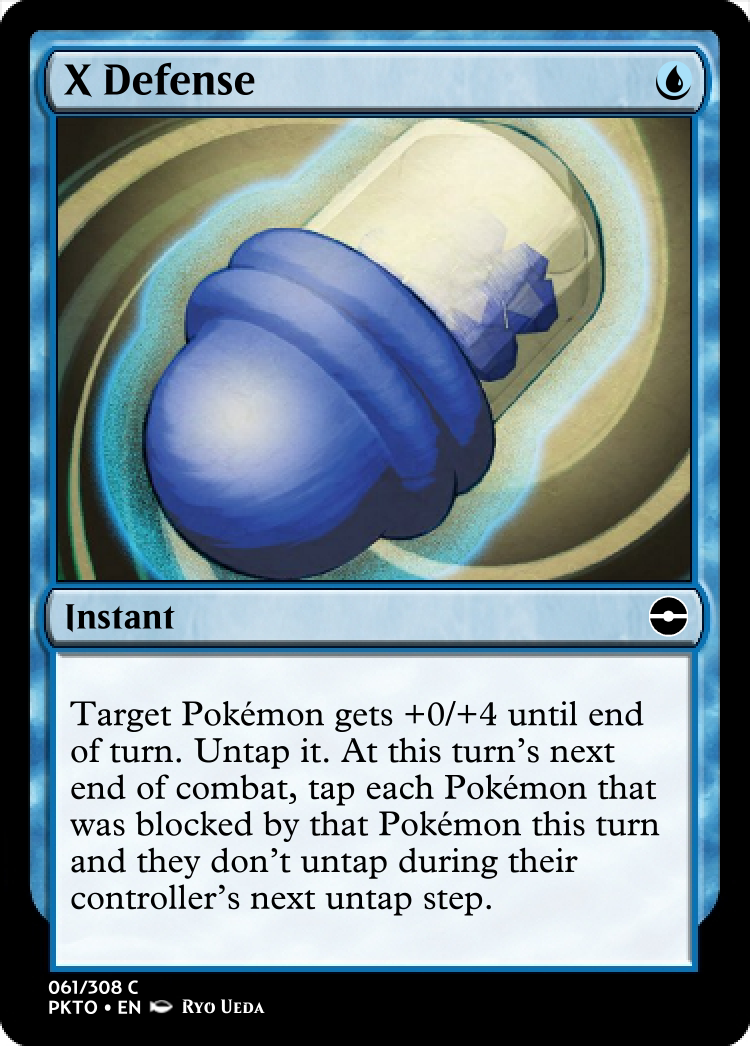 X Defense
Instant
Target Pokémon gets +0/+4 until end
of turn. Untap it. At this turn's next
end of combat, tap each Pokémon that
was blocked by that Pokémon this turn
and they don't untap during their
controller's next untap step.
061/308 C
PKTO • EN Ryo Ueda